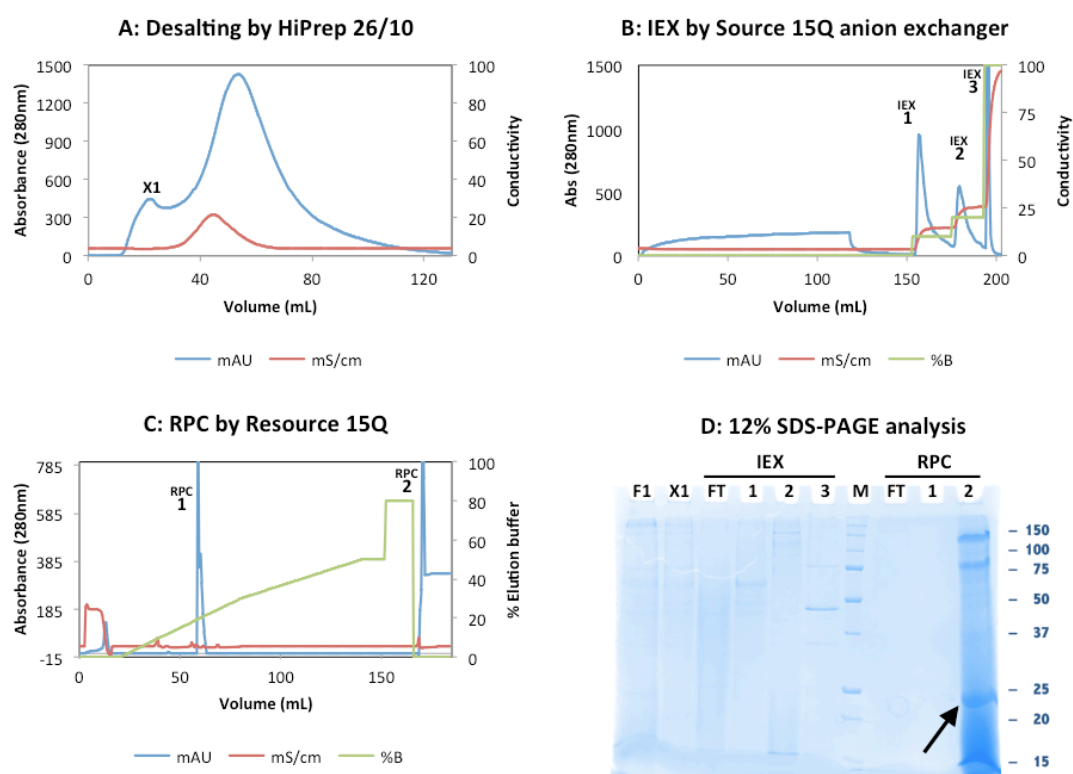 A: Desalting by HiPrep 26/10
1500
1200
900
600
300
0
100
80
60
40
20
0
0
40
80
120
Absorbance (280nm)
Conductivity
X1
Volume (mL)
mAU
mS/cm
B: IEX by Source 15Q anion exchanger
1500
1000
500
0
100
75
50
25
0
0
50
100
150
200
Abs (280nm)
Conductivity
IEX
1
IEX
2
IEX
3
Volume (mL)
mAU
mS/cm
%B
C: RPC by Resource 15Q
785
585
385
185
-15
100
80
60
40
20
0
0
50
100
150
Absorbance (280nm)
% Elution buffer
RPC
1
RPC
2
Volume (mL)
mAU
mS/cm
%B
D: 12% SDS-PAGE analysis
IEX RPC
F1 X1 FT 1 2 3 M FT 1 2
– 150
– 100
– 75
– 50
– 37
– 25
– 20
– 15